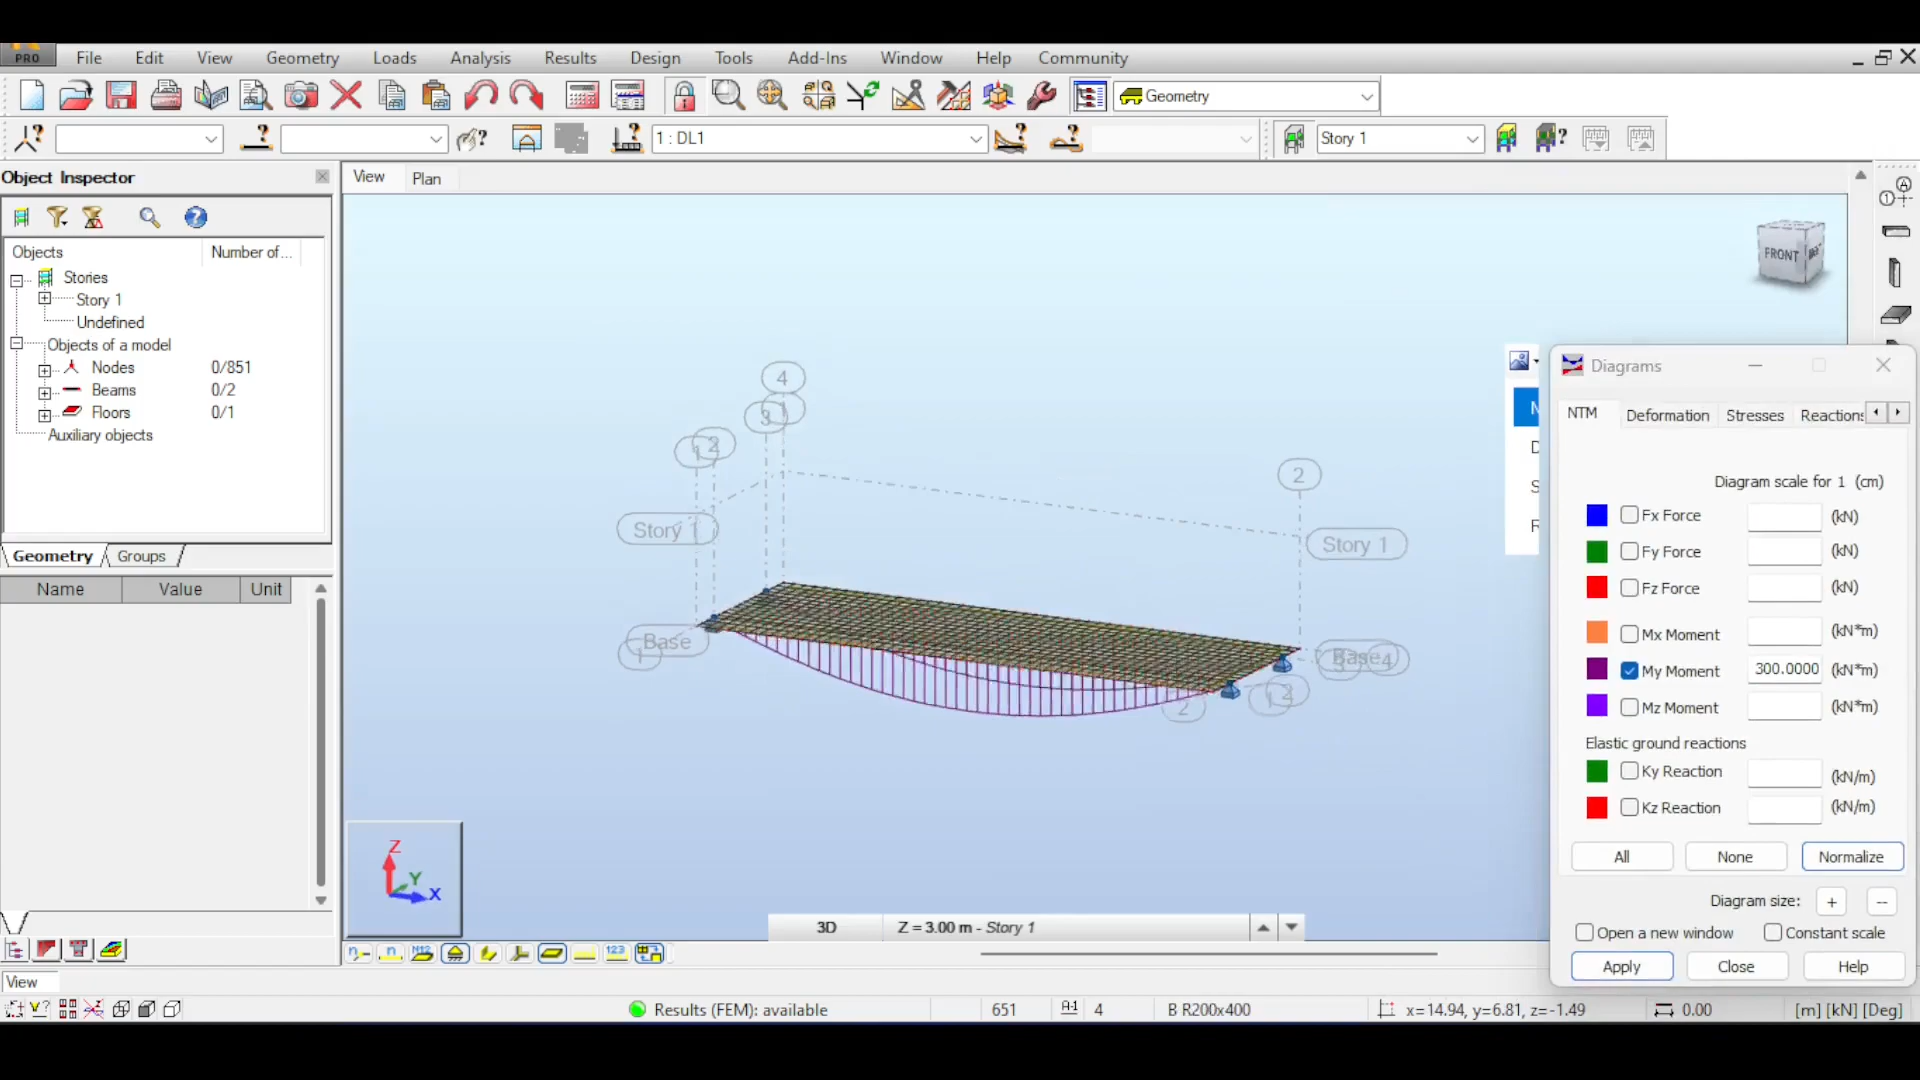 PRO
File Edit View Geometry Loads Analysis Results Design Tools Add-Ins Window Help Community
Geometry
1 : DL1
Story 1
Object Inspector
View
Plan
Objects Number of...
Stories
Story 1
Undefined
Objects of a model
Nodes 0/851
Beams 0/2
Floors 0/1
Auxiliary objects
Geometry Groups
Name Value Unit
FRONT
4
3
1
2
2
Story 1
Story 1
Base
1
Base
4
2
1
2
Z
Y
X
3D Z = 3.00 m - Story 1
Diagrams
NTM Deformation Stresses Reactions
Diagram scale for 1 (cm)
Fx Force (kN)
Fy Force (kN)
Fz Force (kN)
Mx Moment (kN*m)
My Moment 300.0000 (kN*m)
Mz Moment (kN*m)
Elastic ground reactions
Ky Reaction (kN/m)
Kz Reaction (kN/m)
All None Normalize
Diagram size: + --
Open a new window Constant scale
Apply Close Help
View
Results (FEM): available 651 4 B R200x400 x=14.94, y=6.81, z=-1.49 0.00 [m] [kN] [Deg]